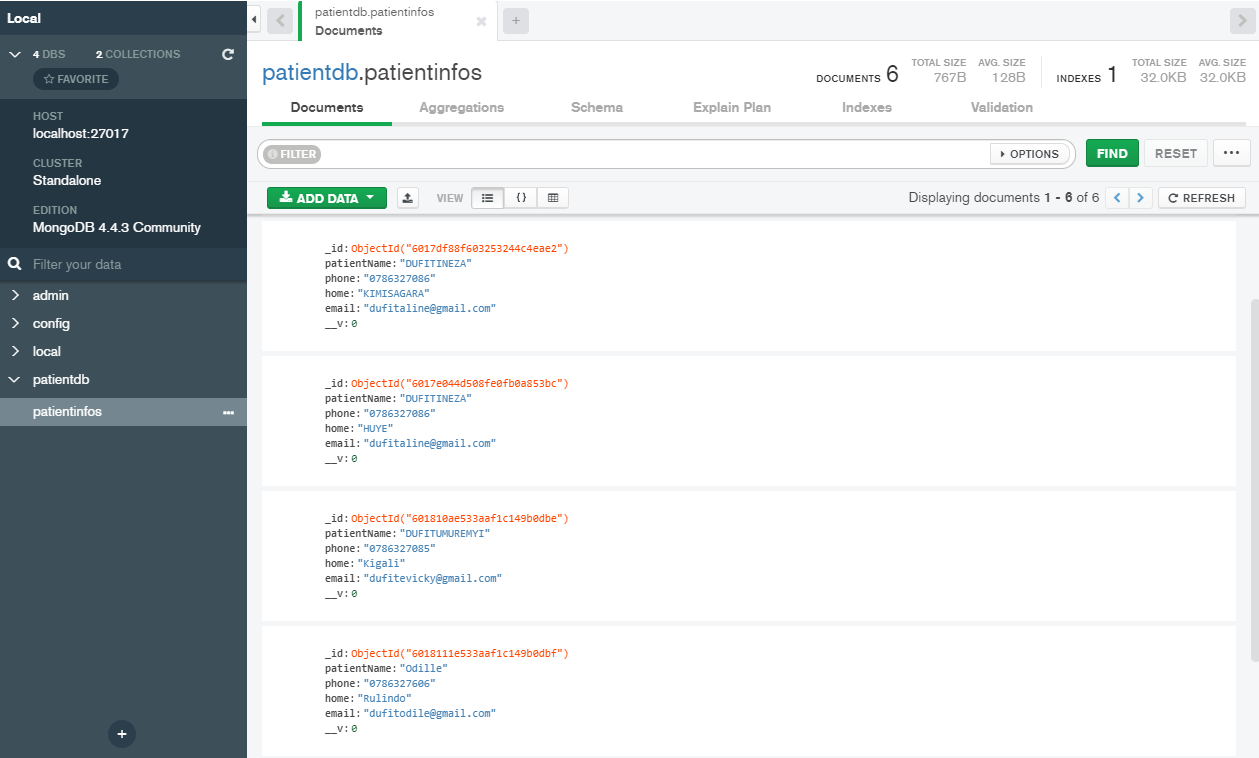 Local
4 DBS 2 COLLECTIONS
FAVORITE
HOST
localhost:27017
CLUSTER
Standalone
EDITION
MongoDB 4.4.3 Community
Filter your data
admin
config
local
patientdb
patientinfos
patientdb.patientinfos
Documents
patientdb.patientinfos
DOCUMENTS 6 TOTAL SIZE 767B AVG. SIZE 128B INDEXES 1 TOTAL SIZE 32.0KB AVG. SIZE 32.0KB
Documents Aggregations Schema Explain Plan Indexes Validation
FILTER OPTIONS FIND RESET ...
ADD DATA VIEW {} Displaying documents 1 - 6 of 6 < > REFRESH
_id: ObjectId("6017df88f603253244c4eae2")
patientName: "DUFITINEZA"
phone: "0786327086"
home: "KIMISAGARA"
email: "dufitaline@gmail.com"
__v: 0
_id: ObjectId("6017e044d508fe0fb0a853bc")
patientName: "DUFITINEZA"
phone: "0786327086"
home: "HUYE"
email: "dufitaline@gmail.com"
__v: 0
_id: ObjectId("601810ae533aaf1c149b0dbe")
patientName: "DUFITUMUREMYI"
phone: "0786327085"
home: "Kigali"
email: "dufitevicky@gmail.com"
__v: 0
_id: ObjectId("6018111e533aaf1c149b0dbf")
patientName: "Odille"
phone: "0786327606"
home: "Rulindo"
email: "dufitodile@gmail.com"
__v: 0